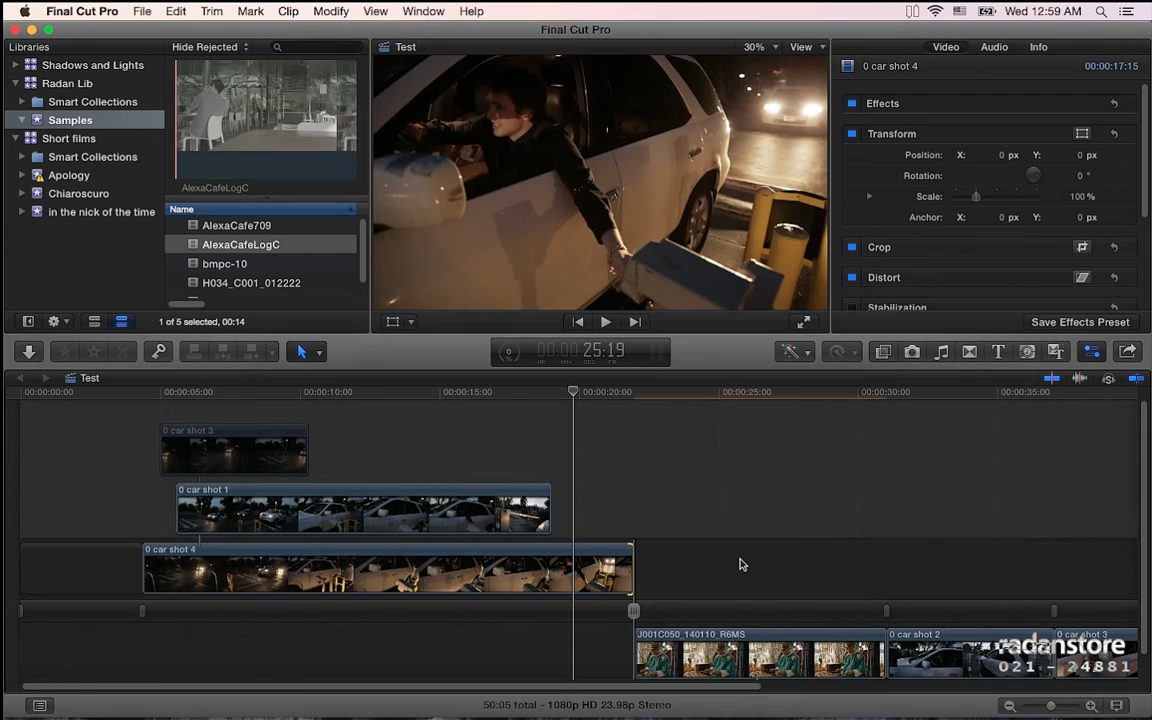 Final Cut Pro File Edit Trim Mark Clip Modify View Window Help Wed 12:59 AM
Final Cut Pro
Libraries Hide Rejected Test 30% View Video Audio Info
Shadows and Lights
Radan Lib
Smart Collections
Samples
Short films
Smart Collections
Apology
Chiaroscuro
in the nick of the time
AlexaCafeLogC
Name
AlexaCafe709
AlexaCafeLogC
bmpc-10
H034_C001_012222
1 of 5 selected, 00:14
0 car shot 4 00:00:17:15
Effects
Transform
Position: X: 0 px Y: 0 px
Rotation: 0 °
Scale: 100 %
Anchor: X: 0 px Y: 0 px
Crop
Distort
Stabilization
Save Effects Preset
0 00:00:25:19
HR MIN SEC FR
Test
00:00:00:00 00:00:05:00 00:00:10:00 00:00:15:00 00:00:20:00 00:00:25:00 00:00:30:00 00:00:35:00
0 car shot 3
0 car shot 1
0 car shot 4
J001C050_140110_R6MS 0 car shot 2 0 car shot 3
radanstore
021 - 24881
50:05 total - 1080p HD 23.98p Stereo